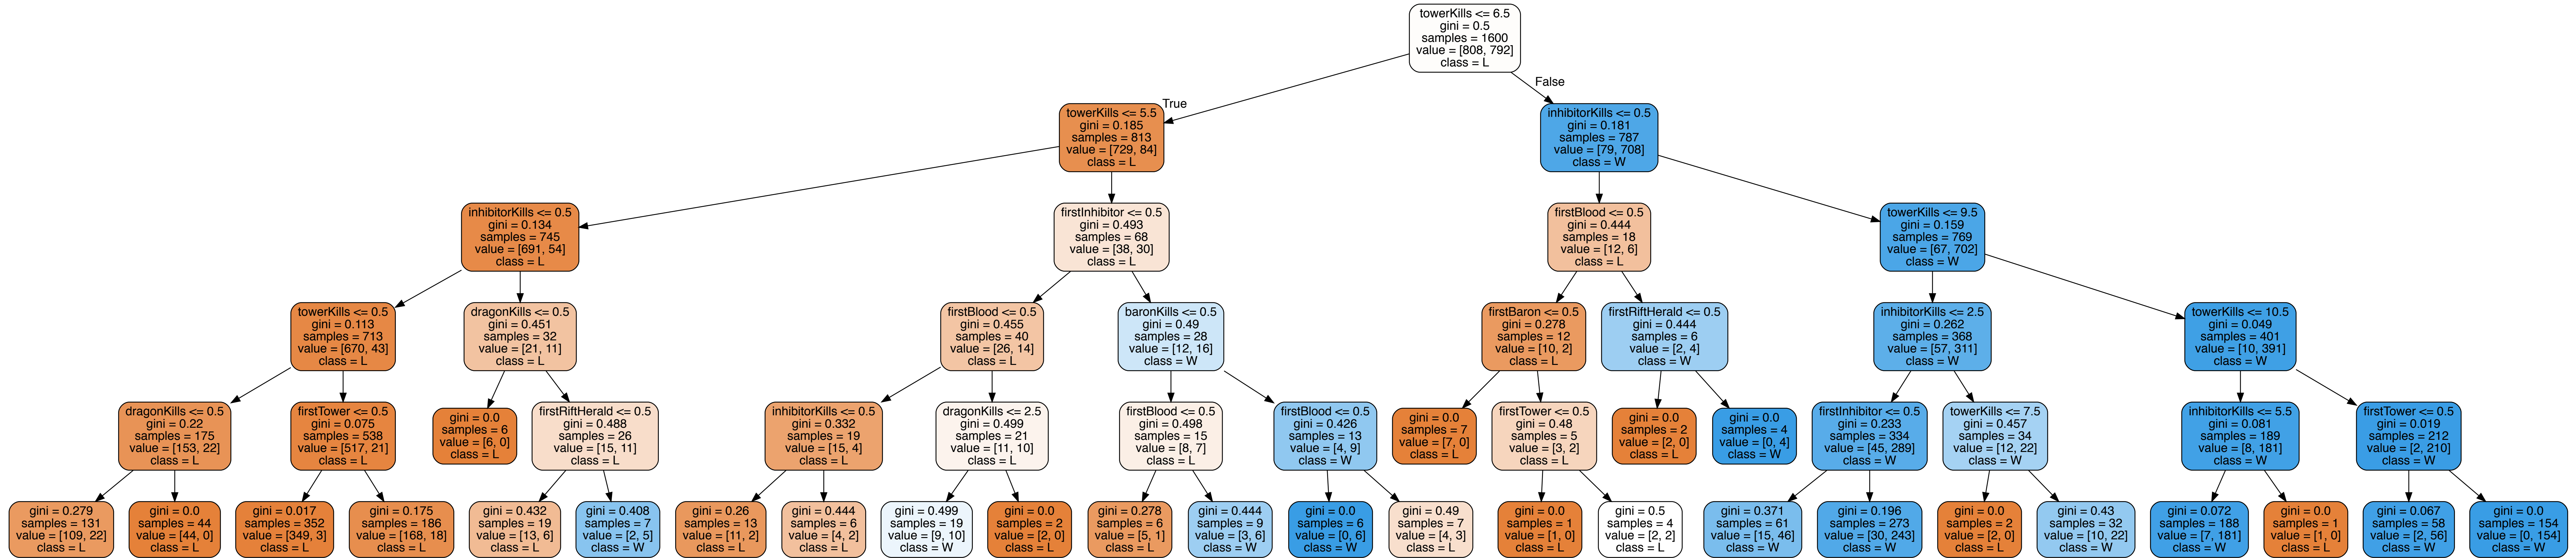 towerKills <= 6.5
gini = 0.5
samples = 1600
value = [808, 792]
class = L
True
False
towerKills <= 5.5
gini = 0.185
samples = 813
value = [729, 84]
class = L
inhibitorKills <= 0.5
gini = 0.181
samples = 787
value = [79, 708]
class = W
inhibitorKills <= 0.5
gini = 0.134
samples = 745
value = [691, 54]
class = L
firstInhibitor <= 0.5
gini = 0.493
samples = 68
value = [38, 30]
class = L
firstBlood <= 0.5
gini = 0.444
samples = 18
value = [12, 6]
class = L
towerKills <= 9.5
gini = 0.159
samples = 769
value = [67, 702]
class = W
towerKills <= 0.5
gini = 0.113
samples = 713
value = [670, 43]
class = L
dragonKills <= 0.5
gini = 0.451
samples = 32
value = [21, 11]
class = L
firstBlood <= 0.5
gini = 0.455
samples = 40
value = [26, 14]
class = L
baronKills <= 0.5
gini = 0.49
samples = 28
value = [12, 16]
class = W
firstBaron <= 0.5
gini = 0.278
samples = 12
value = [10, 2]
class = L
firstRiftHerald <= 0.5
gini = 0.444
samples = 6
value = [2, 4]
class = W
inhibitorKills <= 2.5
gini = 0.262
samples = 368
value = [57, 311]
class = W
towerKills <= 10.5
gini = 0.049
samples = 401
value = [10, 391]
class = W
dragonKills <= 0.5
gini = 0.22
samples = 175
value = [153, 22]
class = L
firstTower <= 0.5
gini = 0.075
samples = 538
value = [517, 21]
class = L
gini = 0.0
samples = 6
value = [6, 0]
class = L
firstRiftHerald <= 0.5
gini = 0.488
samples = 26
value = [15, 11]
class = L
inhibitorKills <= 0.5
gini = 0.332
samples = 19
value = [15, 4]
class = L
dragonKills <= 2.5
gini = 0.499
samples = 21
value = [11, 10]
class = L
firstBlood <= 0.5
gini = 0.498
samples = 15
value = [8, 7]
class = L
firstBlood <= 0.5
gini = 0.426
samples = 13
value = [4, 9]
class = W
gini = 0.0
samples = 7
value = [7, 0]
class = L
firstTower <= 0.5
gini = 0.48
samples = 5
value = [3, 2]
class = L
gini = 0.0
samples = 2
value = [2, 0]
class = L
gini = 0.0
samples = 4
value = [0, 4]
class = W
firstInhibitor <= 0.5
gini = 0.233
samples = 334
value = [45, 289]
class = W
towerKills <= 7.5
gini = 0.457
samples = 34
value = [12, 22]
class = W
inhibitorKills <= 5.5
gini = 0.081
samples = 189
value = [8, 181]
class = W
firstTower <= 0.5
gini = 0.019
samples = 212
value = [2, 210]
class = W
gini = 0.279
samples = 131
value = [109, 22]
class = L
gini = 0.0
samples = 44
value = [44, 0]
class = L
gini = 0.017
samples = 352
value = [349, 3]
class = L
gini = 0.175
samples = 186
value = [168, 18]
class = L
gini = 0.432
samples = 19
value = [13, 6]
class = L
gini = 0.408
samples = 7
value = [2, 5]
class = W
gini = 0.26
samples = 13
value = [11, 2]
class = L
gini = 0.444
samples = 6
value = [4, 2]
class = L
gini = 0.499
samples = 19
value = [9, 10]
class = W
gini = 0.0
samples = 2
value = [2, 0]
class = L
gini = 0.278
samples = 6
value = [5, 1]
class = L
gini = 0.444
samples = 9
value = [3, 6]
class = W
gini = 0.0
samples = 6
value = [0, 6]
class = W
gini = 0.49
samples = 7
value = [4, 3]
class = L
gini = 0.0
samples = 1
value = [1, 0]
class = L
gini = 0.5
samples = 4
value = [2, 2]
class = L
gini = 0.371
samples = 61
value = [15, 46]
class = W
gini = 0.196
samples = 273
value = [30, 243]
class = W
gini = 0.0
samples = 2
value = [2, 0]
class = L
gini = 0.43
samples = 32
value = [10, 22]
class = W
gini = 0.072
samples = 188
value = [7, 181]
class = W
gini = 0.0
samples = 1
value = [1, 0]
class = L
gini = 0.067
samples = 58
value = [2, 56]
class = W
gini = 0.0
samples = 154
value = [0, 154]
class = W